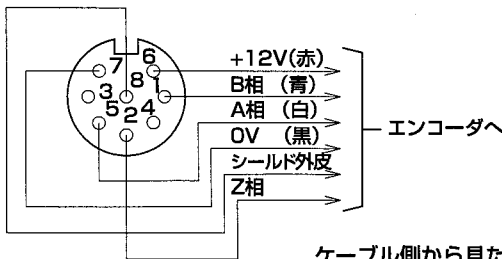 7 6
8
3 1
5 2 4
+12V(赤)
B相 (青)
A相 (白)
0V (黒)
シールド外皮
Z相
エンコーダへ
ケーブル側から見た